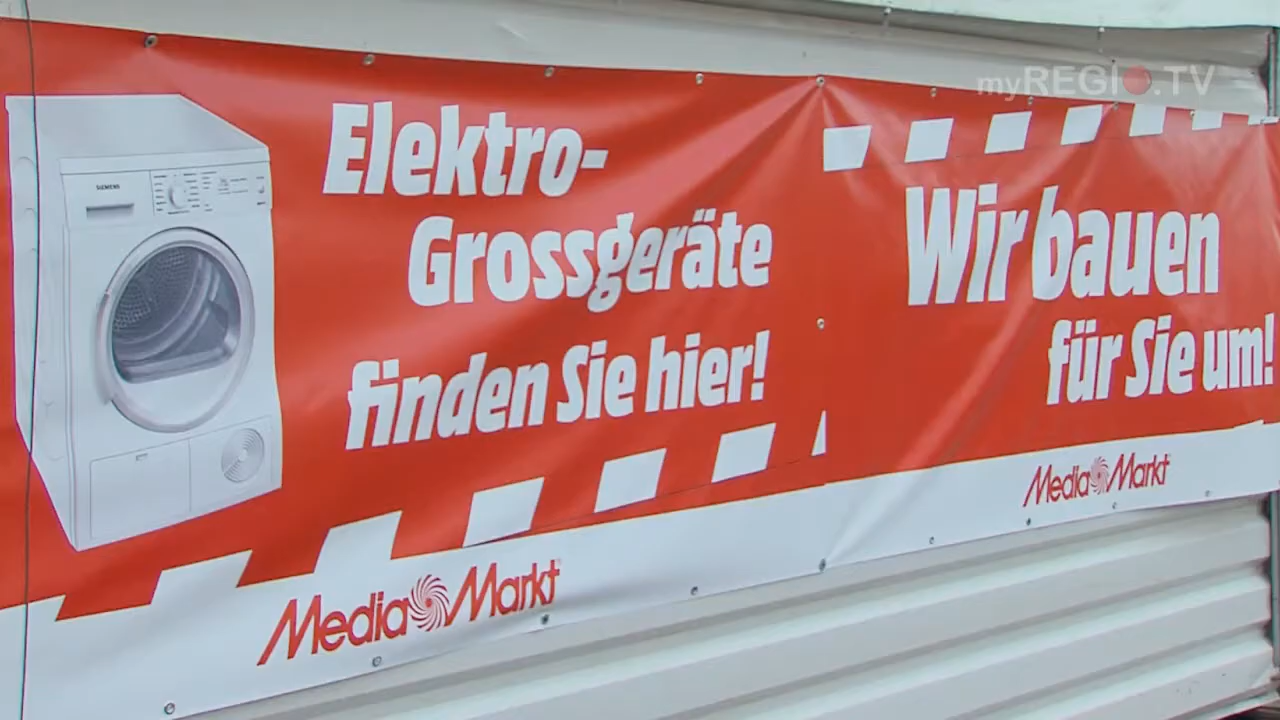 myREGIO.TV
SIEMENS
Elektro-
Grossgeräte
finden Sie hier!
MediaMarkt
Wir bauen
für Sie um!
MediaMarkt